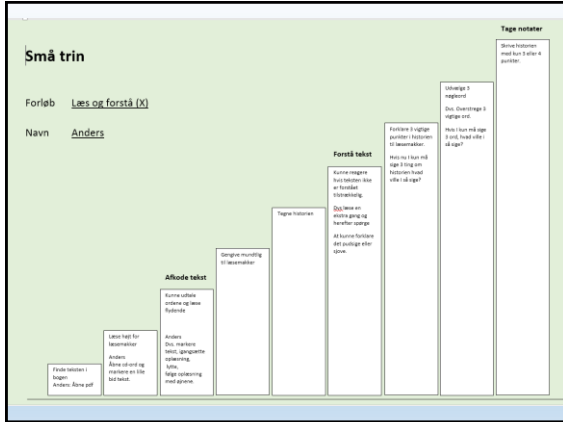 Små trin
Forløb Læs og forstå (X)
Navn Anders
Finde teksten i
bogen
Anders: Åbne pdf
Læse højt for
læsemakker
Anders:
Åbne cd-ord og
markere en lille
bid tekst.
Afkode tekst
Kunne udtale
ordene og læse
flydende
Anders
Dvs. markere
tekst, igangsætte
oplæsning,
lytte,
følge oplæsning
med øjnene.
Gengive mundtlig
til læsemakker
Tegne historien
Forstå tekst
Kunne reagere
hvis teksten ikke
er forstået
tilstrækkelig.
Dvs læse en
ekstra gang og
herefter spørge
At kunne forklare
det pudsige eller
sjove.
Forklare 3 vigtige
punkter i historien
til læsemakker.
Hvis nu I kun må
sige 3 ting om
historien hvad
ville I så sige?
Udvælge 3
nøgleord
Dvs. Overstrege 3
vigtige ord.
Hvis I kun må sige
3 ord, hvad ville I
så sige?
Tage notater
Skrive historien
med kun 3 eller 4
punkter.